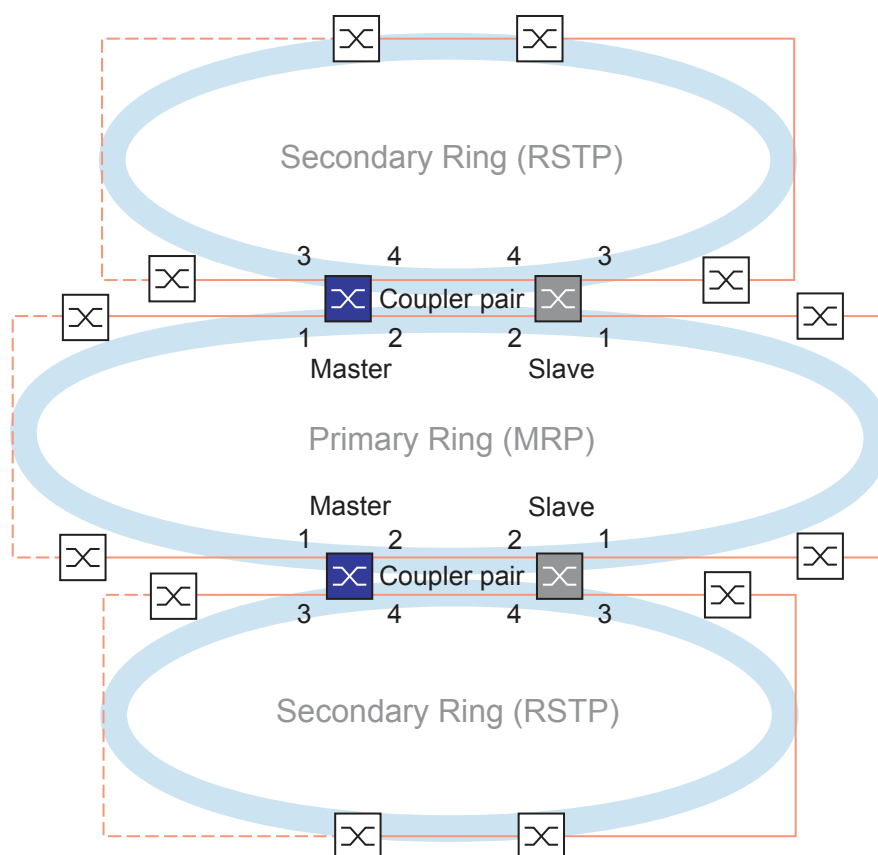 Secondary Ring (RSTP)
3 4 4 3
Coupler pair
1 2 2 1
Master Slave
Primary Ring (MRP)
Master Slave
1 2 2 1
Coupler pair
3 4 4 3
Secondary Ring (RSTP)